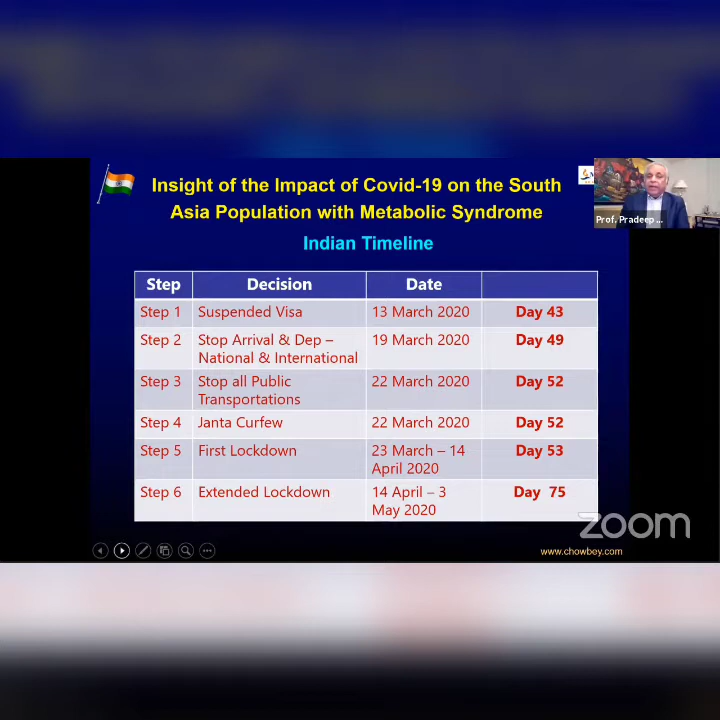 Insight of the Impact of Covid-19 on the South
Asia Population with Metabolic Syndrome
Indian Timeline
Prof. Pradeep ...
Step Decision Date
Step 1 Suspended Visa 13 March 2020 Day 43
Step 2 Stop Arrival & Dep – 19 March 2020 Day 49
National & International
Step 3 Stop all Public 22 March 2020 Day 52
Transportations
Step 4 Janta Curfew 22 March 2020 Day 52
Step 5 First Lockdown 23 March – 14 Day 53
April 2020
Step 6 Extended Lockdown 14 April – 3 Day 75
May 2020
zoom
www.chowbey.com